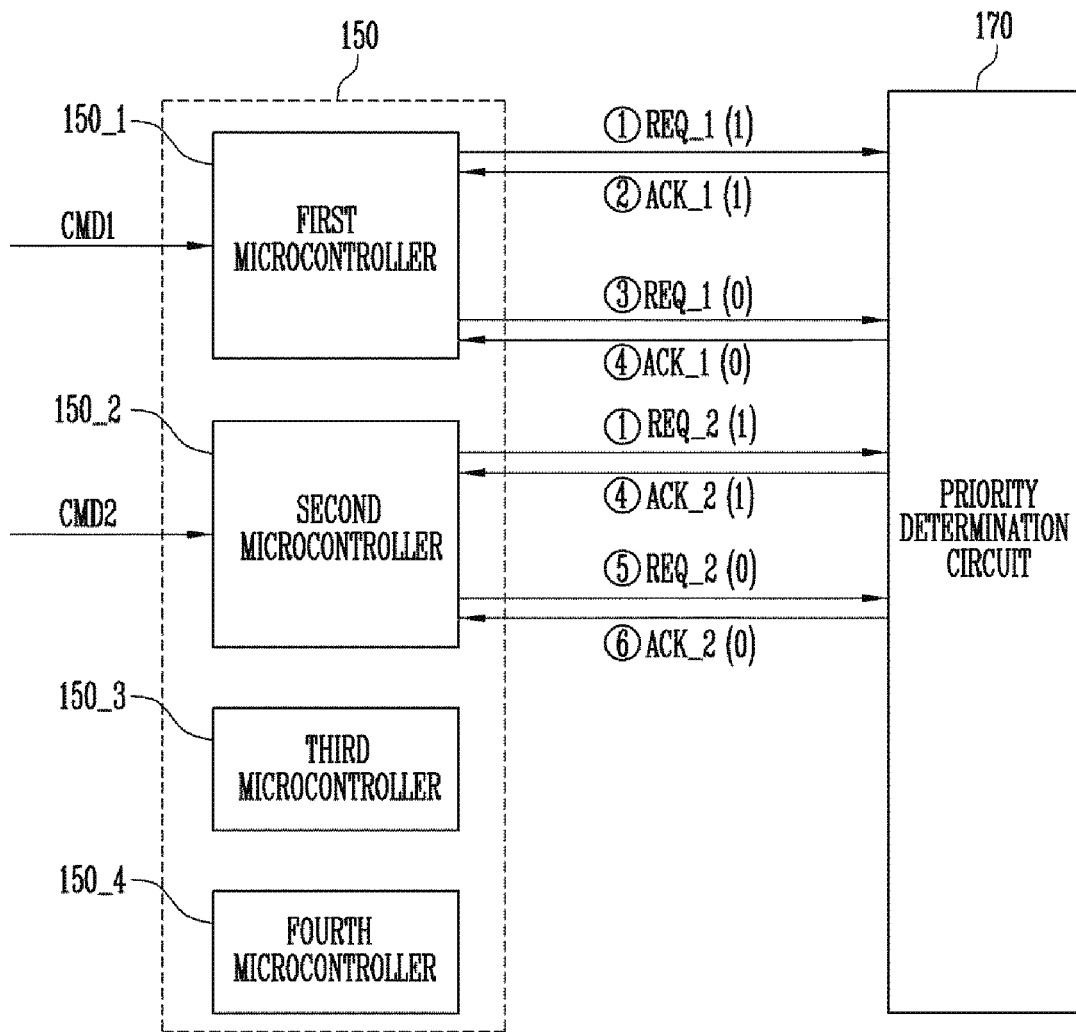 150
170
150_1
① REQ_1 (1)
② ACK_1 (1)
CMD1
FIRST
MICROCONTROLLER
③ REQ_1 (0)
④ ACK_1 (0)
150_2
① REQ_2 (1)
④ ACK_2 (1)
CMD2
SECOND
MICROCONTROLLER
⑤ REQ_2 (0)
⑥ ACK_2 (0)
PRIORITY
DETERMINATION
CIRCUIT
150_3
THIRD
MICROCONTROLLER
150_4
FOURTH
MICROCONTROLLER